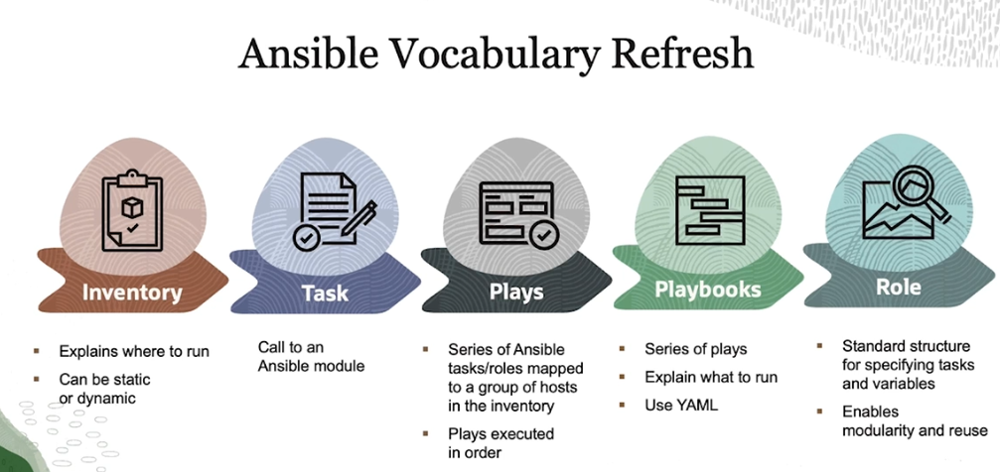 Ansible Vocabulary Refresh
Inventory
Explains where to run
Can be static
or dynamic
Task
Call to an
Ansible module
Plays
Series of Ansible
tasks/roles mapped
to a group of hosts
in the inventory
Plays executed
in order
Playbooks
Series of plays
Explain what to run
Use YAML
Role
Standard structure
for specifying tasks
and variables
Enables
modularity and reuse